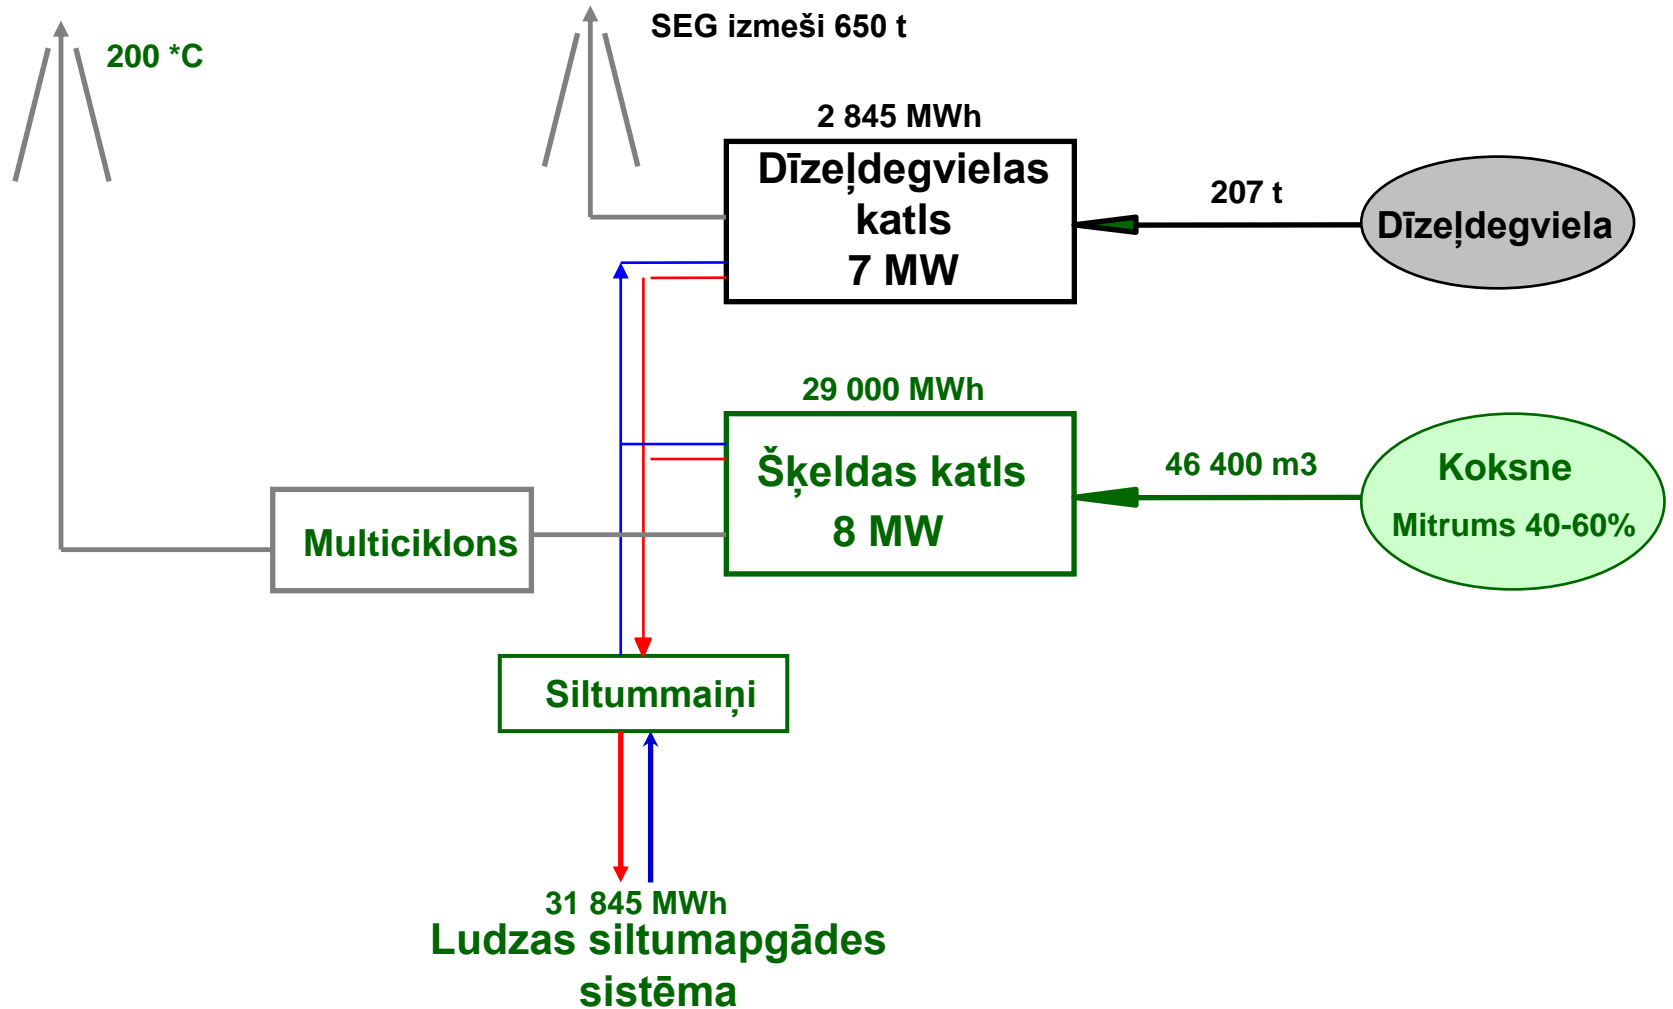 200 *C
SEG izmeši 650 t
2 845 MWh
Dīzeļdegvielas
katls
7 MW
207 t
Dīzeļdegviela
29 000 MWh
Šķeldas katls
8 MW
46 400 m3
Koksne
Mitrums 40-60%
Multiciklons
Siltummaiņi
31 845 MWh
Ludzas siltumapgādes
sistēma